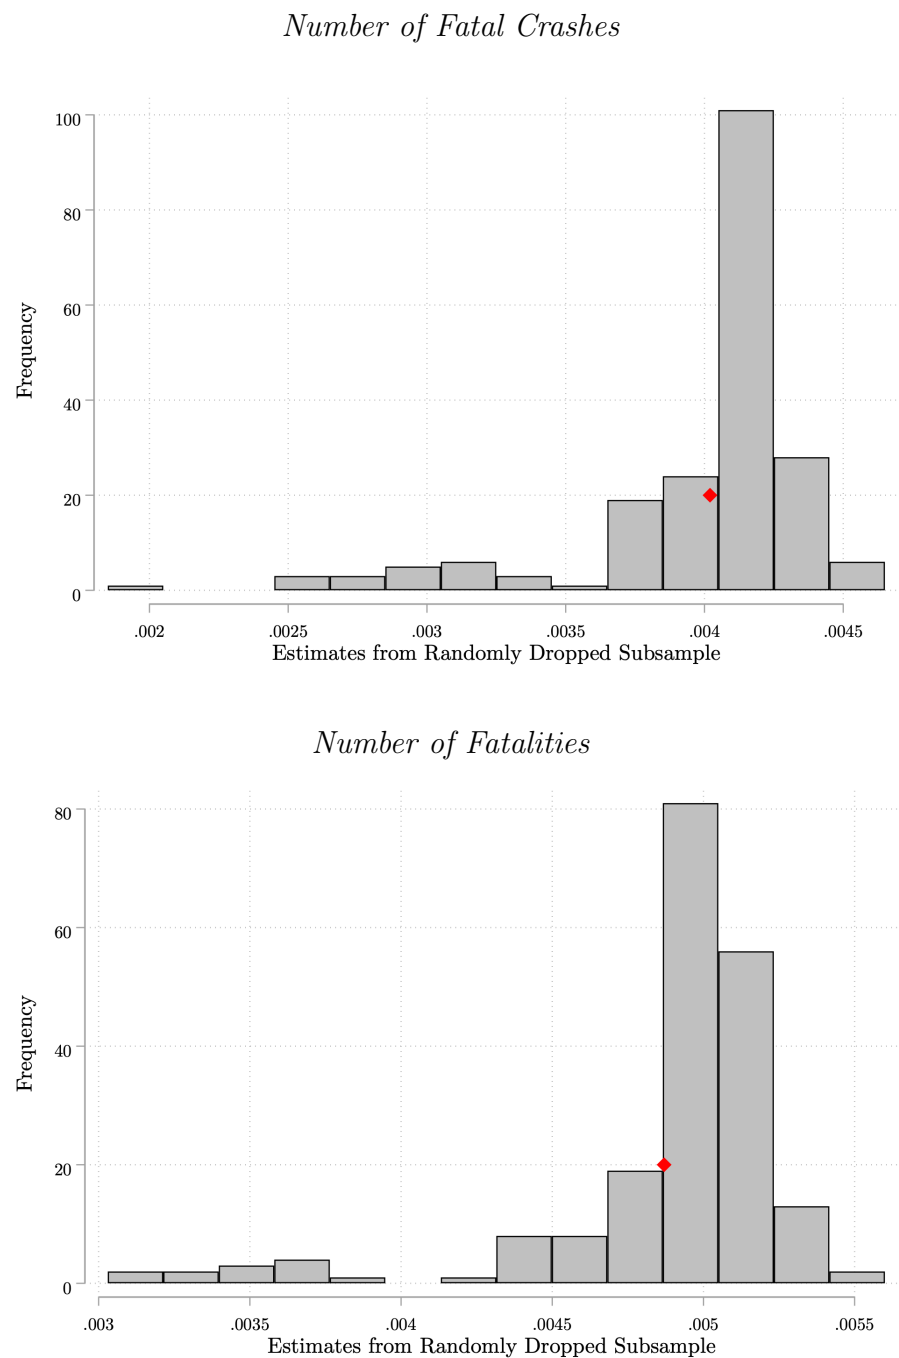 Number of Fatal Crashes
100
80
60
40
20
0
Frequency
.002 .0025 .003 .0035 .004 .0045
Estimates from Randomly Dropped Subsample
Number of Fatalities
80
60
40
20
0
Frequency
.003 .0035 .004 .0045 .005 .0055
Estimates from Randomly Dropped Subsample